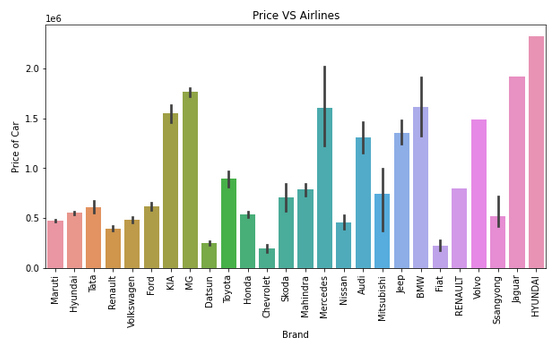 Price VS Airlines
1e6
2.0
1.5
1.0
0.5
0.0
Price of Car
Maruti
Hyundai
Tata
Renault
Volkswagen
Ford
KIA
MG
Datsun
Toyota
Honda
Chevrolet
Skoda
Mahindra
Mercedes
Nissan
Audi
Mitsubishi
Jeep
BMW
Fiat
RENAULT
Volvo
Ssangyong
Jaguar
HYUNDAI
Brand